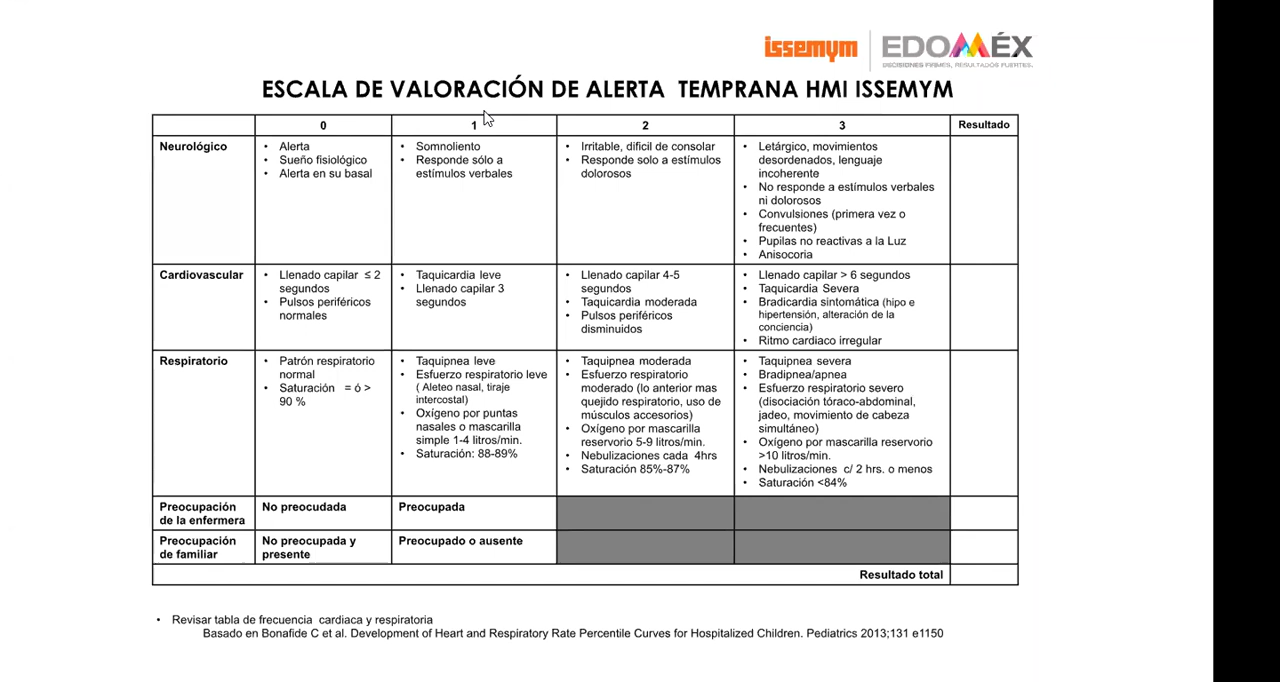 issemym
EDOMÉX
DECISIONES FIRMES, RESULTADOS FUERTES.
ESCALA DE VALORACIÓN DE ALERTA TEMPRANA HMI ISSEMYM
0 1 2 3 Resultado
Neurológico
• Alerta
• Sueño fisiológico
• Alerta en su basal
• Somnoliento
• Responde sólo a
estímulos verbales
• Irritable, dificil de consolar
• Responde solo a estímulos
dolorosos
• Letárgico, movimientos
desordenados, lenguaje
incoherente
• No responde a estímulos verbales
ni dolorosos
• Convulsiones (primera vez o
frecuentes)
• Pupilas no reactivas a la Luz
• Anisocoria
Cardiovascular
• Llenado capilar ≤ 2
segundos
• Pulsos periféricos
normales
• Taquicardia leve
• Llenado capilar 3
segundos
• Llenado capilar 4-5
segundos
• Taquicardia moderada
• Pulsos periféricos
disminuidos
• Llenado capilar > 6 segundos
• Taquicardia Severa
• Bradicardia sintomática (hipo e
hipertensión, alteración de la
conciencia)
• Ritmo cardiaco irregular
Respiratorio
• Patrón respiratorio
normal
• Saturación = ó >
90 %
• Taquipnea leve
• Esfuerzo respiratorio leve
( Aleteo nasal, tiraje
intercostal)
• Oxígeno por puntas
nasales o mascarilla
simple 1-4 litros/min.
• Saturación: 88-89%
• Taquipnea moderada
• Esfuerzo respiratorio
moderado (lo anterior mas
quejido respiratorio, uso de
músculos accesorios)
• Oxígeno por mascarilla
reservorio 5-9 litros/min.
• Nebulizaciones cada 4hrs
• Saturación 85%-87%
• Taquipnea severa
• Bradipnea/apnea
• Esfuerzo respiratorio severo
(disociación tóraco-abdominal,
jadeo, movimiento de cabeza
simultáneo)
• Oxígeno por mascarilla reservorio
>10 litros/min.
• Nebulizaciones c/ 2 hrs. o menos
• Saturación <84%
Preocupación
de la enfermera
No preocudada
Preocupada
Preocupación
de familiar
No preocupada y
presente
Preocupado o ausente
Resultado total
• Revisar tabla de frecuencia cardiaca y respiratoria
Basado en Bonafide C et al. Development of Heart and Respiratory Rate Percentile Curves for Hospitalized Children. Pediatrics 2013;131 e1150